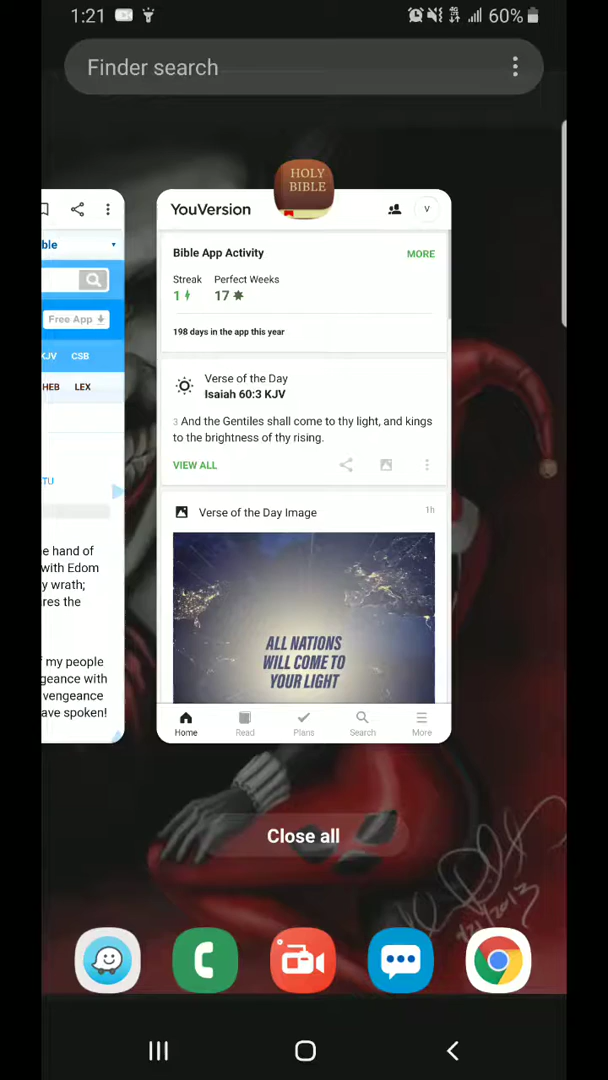 1:21
60%
Finder search
HOLY
BIBLE
ble
YouVersion
V
Bible App Activity
MORE
Streak
Perfect Weeks
1
17
198 days in the app this year
Free App
KJV CSB
HEB LEX
Verse of the Day
Isaiah 60:3 KJV
3 And the Gentiles shall come to thy light, and kings
to the brightness of thy rising.
VIEW ALL
TU
Verse of the Day Image
1h
e hand of
with Edom
y wrath;
res the
ALL NATIONS
WILL COME TO
YOUR LIGHT
my people
geance with
vengeance
ave spoken!
Home
Read
Plans
Search
More
Close all